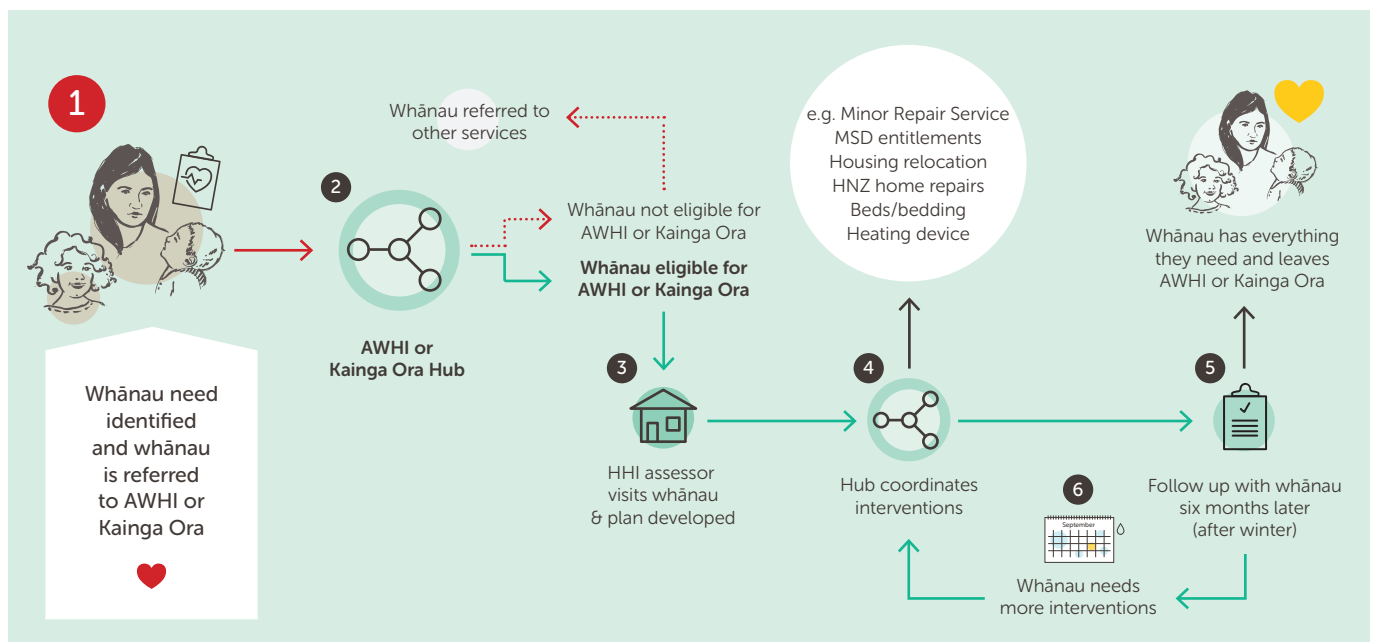 1
Whānau need
identified
and whānau
is referred
to AWHI or
Kainga Ora
2
AWHI or
Kainga Ora Hub
Whānau referred to
other services
Whānau not eligible for
AWHI or Kainga Ora
Whānau eligible for
AWHI or Kainga Ora
3
HHI assessor
visits whānau
& plan developed
4
Hub coordinates
interventions
e.g. Minor Repair Service
MSD entitlements
Housing relocation
HNZ home repairs
Beds/bedding
Heating device
5
Follow up with whānau
six months later
(after winter)
Whānau has everything
they need and leaves
AWHI or Kainga Ora
6
September
Whānau needs
more interventions